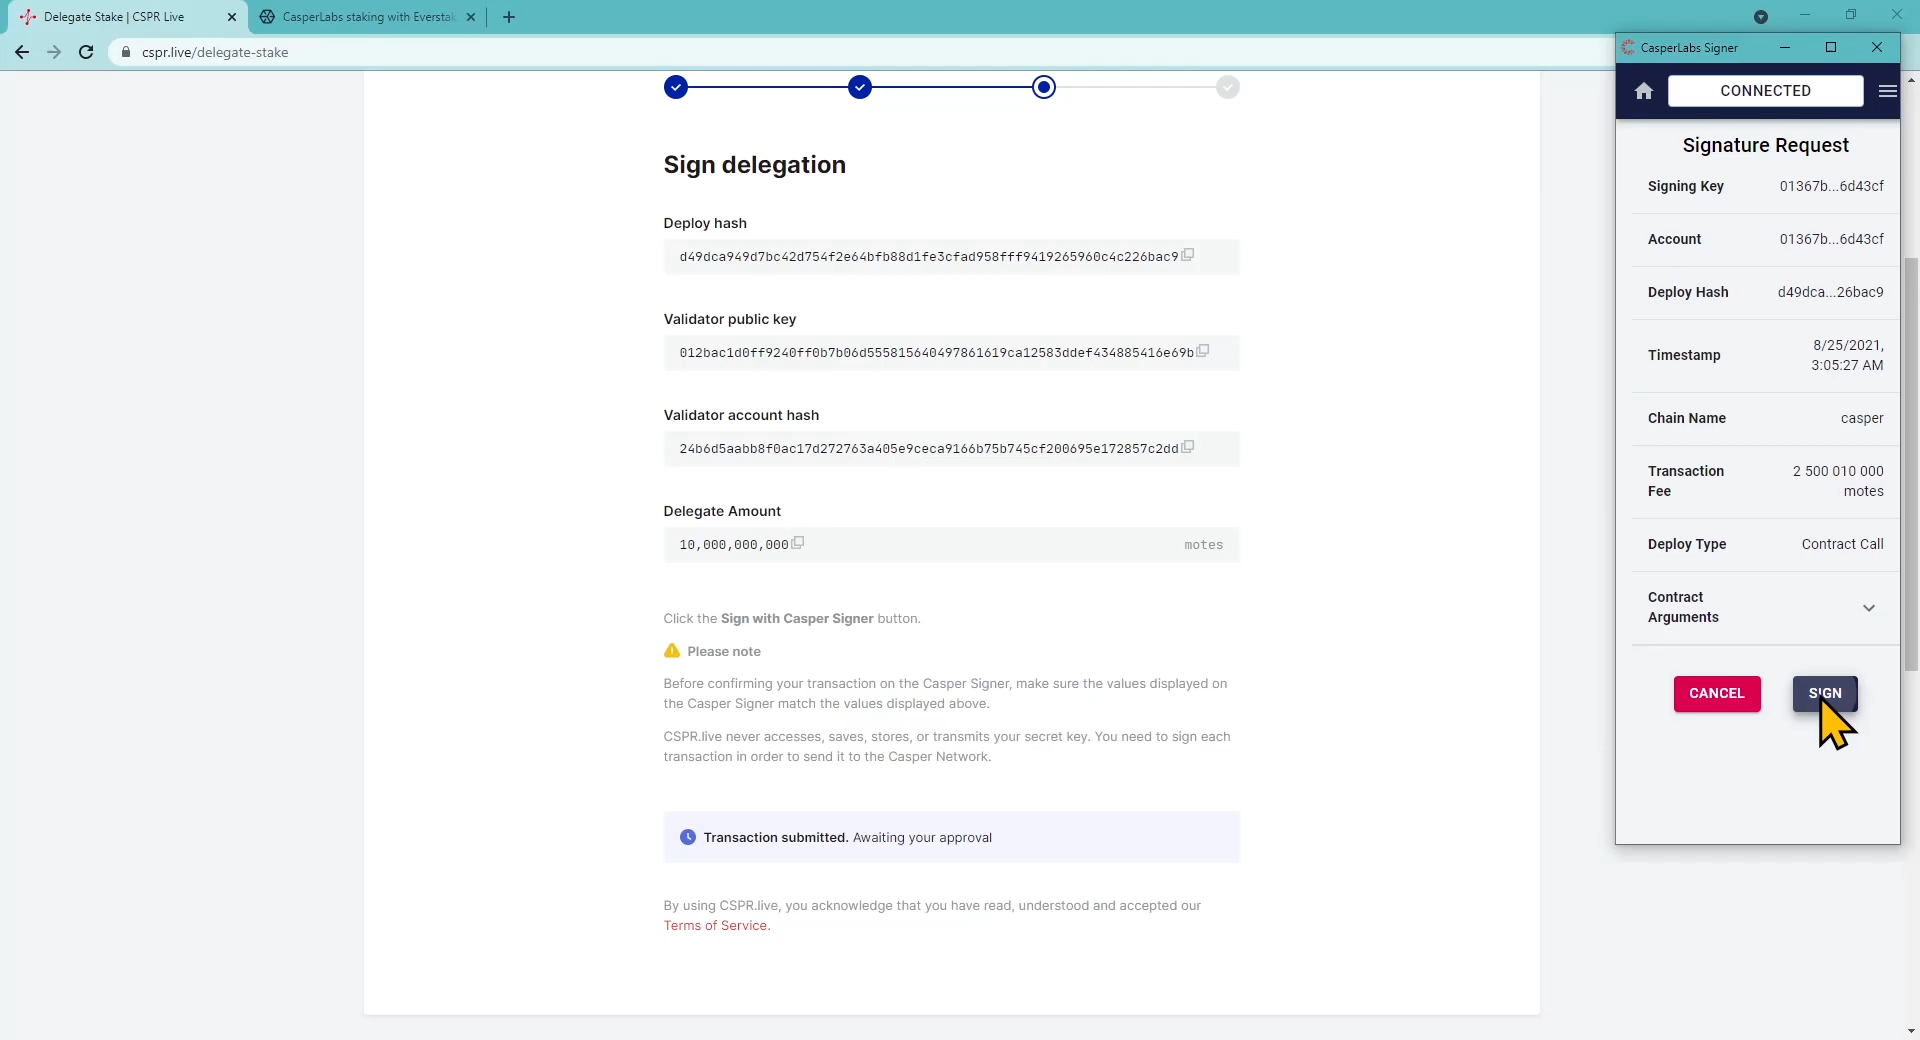 Delegate Stake | CSPR Live
CasperLabs staking with Everstak
cspr.live/delegate-stake
Sign delegation
Deploy hash
d49dca949d7bc42d754f2e64bfb88d1fe3cfad958fff9419265960c4c226bac9
Validator public key
012bac1d0ff9240ff0b7b06d555815640497861619ca12583ddef434885416e69b
Validator account hash
24b6d5aabb8f0ac17d272763a405e9ceca9166b75b745cf200695e172857c2dd
Delegate Amount
10,000,000,000 motes
Click the Sign with Casper Signer button.
Please note
Before confirming your transaction on the Casper Signer, make sure the values displayed on
the Casper Signer match the values displayed above.
CSPR.live never accesses, saves, stores, or transmits your secret key. You need to sign each
transaction in order to send it to the Casper Network.
Transaction submitted. Awaiting your approval
By using CSPR.live, you acknowledge that you have read, understood and accepted our
Terms of Service.
CasperLabs Signer
CONNECTED
Signature Request
Signing Key 01367b...6d43cf
Account 01367b...6d43cf
Deploy Hash d49dca...26bac9
Timestamp 8/25/2021,
3:05:27 AM
Chain Name casper
Transaction 2 500 010 000
Fee motes
Deploy Type Contract Call
Contract
Arguments
CANCEL SIGN